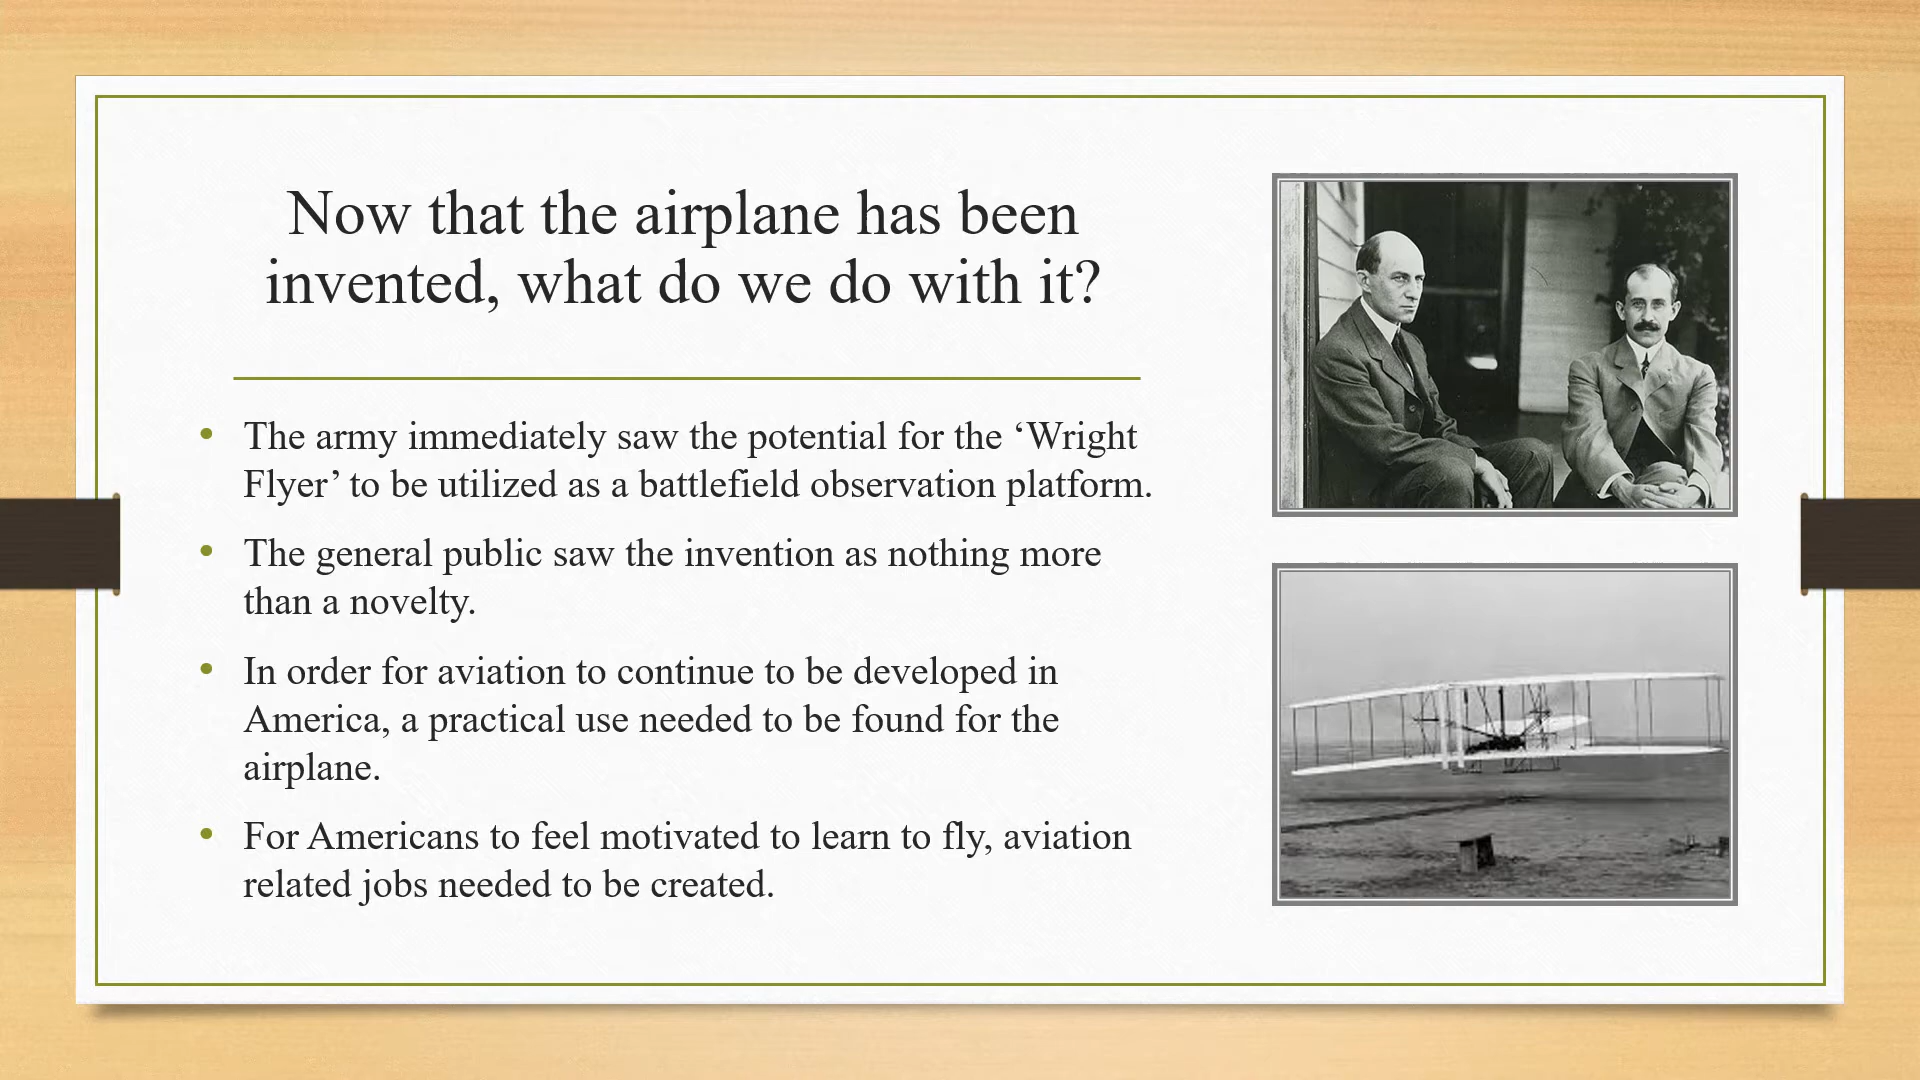 Now that the airplane has been
invented, what do we do with it?
• The army immediately saw the potential for the ‘Wright
Flyer’ to be utilized as a battlefield observation platform.
• The general public saw the invention as nothing more
than a novelty.
• In order for aviation to continue to be developed in
America, a practical use needed to be found for the
airplane.
• For Americans to feel motivated to learn to fly, aviation
related jobs needed to be created.